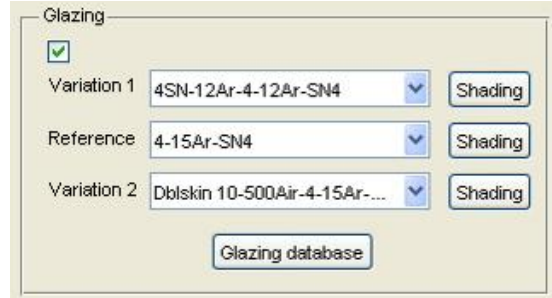 Glazing
Variation 1 4SN-12Ar-4-12Ar-SN4 Shading
Reference 4-15Ar-SN4 Shading
Variation 2 Dblskin 10-500Air-4-15Ar-... Shading
Glazing database